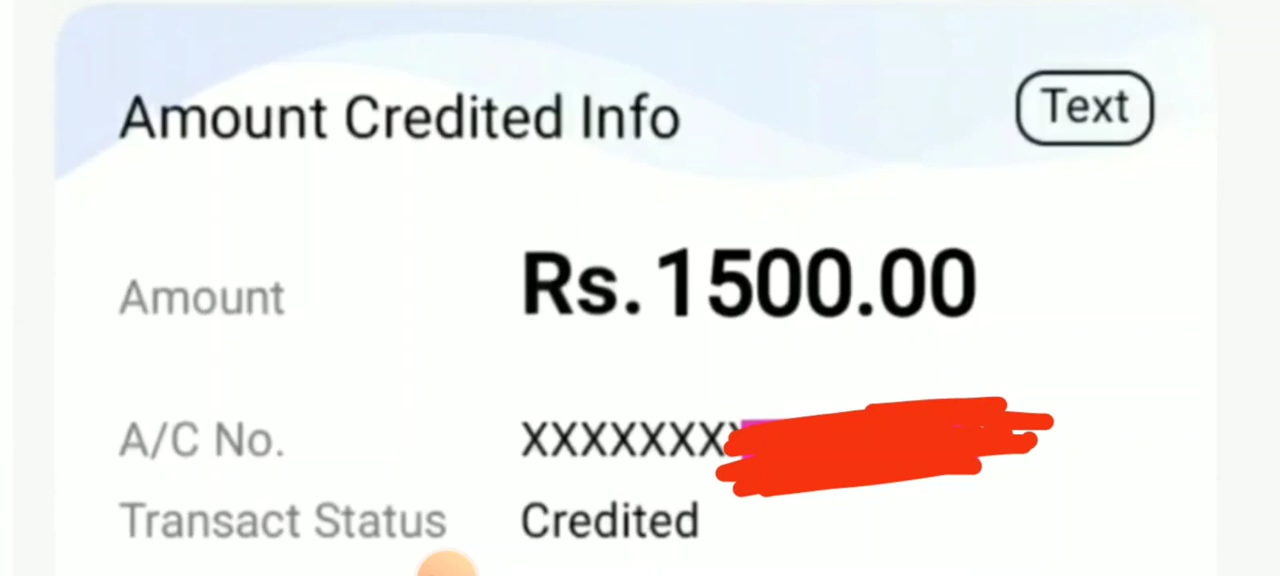 Amount Credited Info
Text
Amount Rs. 1500.00
A/C No. XXXXXXX
Transact Status Credited